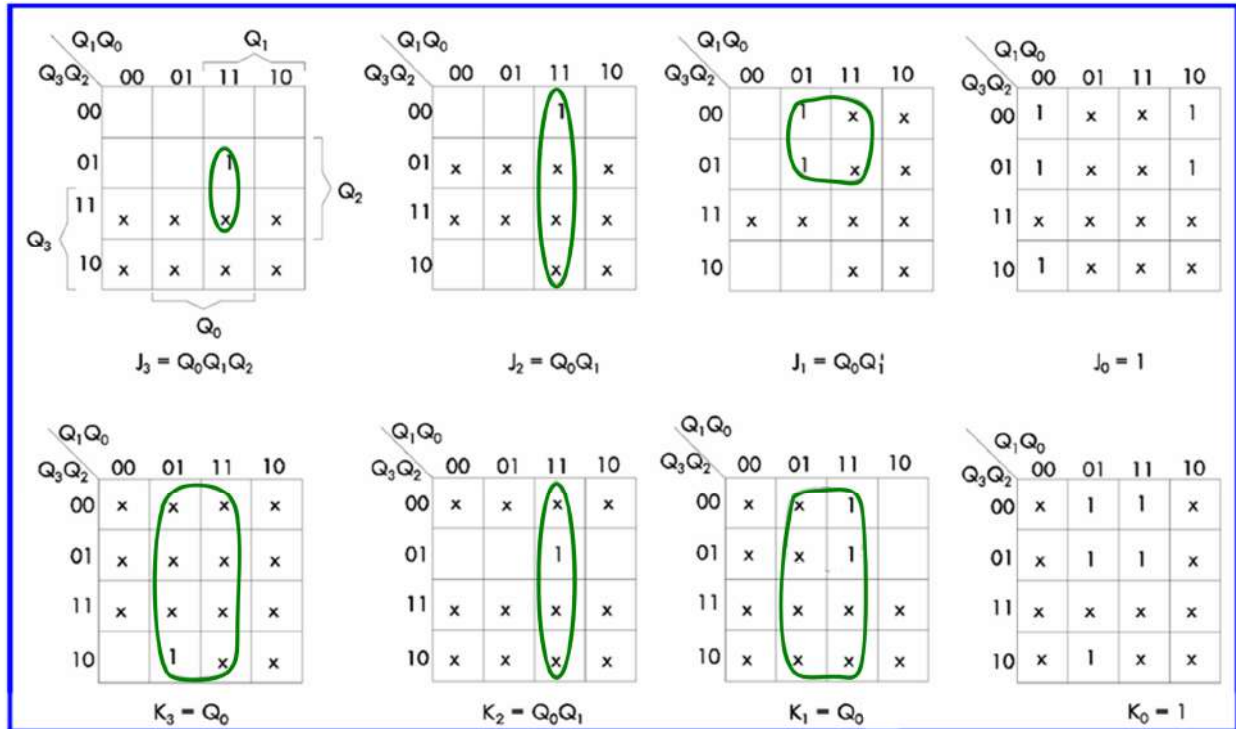 Q₁Q₀
Q₁
Q₃Q₂ 00 01 11 10
00
01 1
11 x x x x
10 x x x x
Q₃
Q₂
Q₀
J₃ = Q₀Q₁Q₂
Q₁Q₀
Q₃Q₂ 00 01 11 10
00 1
01 x x x x
11 x x x x
10 x x
J₂ = Q₀Q₁
Q₁Q₀
Q₃Q₂ 00 01 11 10
00 1 x x
01 1 x x
11 x x x x
10 x x
J₁ = Q₀Q₁'
Q₁Q₀
Q₃Q₂ 00 01 11 10
00 1 x x 1
01 1 x x 1
11 x x x x
10 1 x x x
J₀ = 1
Q₁Q₀
Q₃Q₂ 00 01 11 10
00 x x x x
01 x x x x
11 x x x x
10 1 x x
K₃ = Q₀
Q₁Q₀
Q₃Q₂ 00 01 11 10
00 x x x x
01 1
11 x x x x
10 x x x x
K₂ = Q₀Q₁
Q₁Q₀
Q₃Q₂ 00 01 11 10
00 x x 1
01 x x 1
11 x x x x
10 x x x x
K₁ = Q₀
Q₁Q₀
Q₃Q₂ 00 01 11 10
00 x 1 1 x
01 x 1 1 x
11 x x x x
10 x 1 x x
K₀ = 1